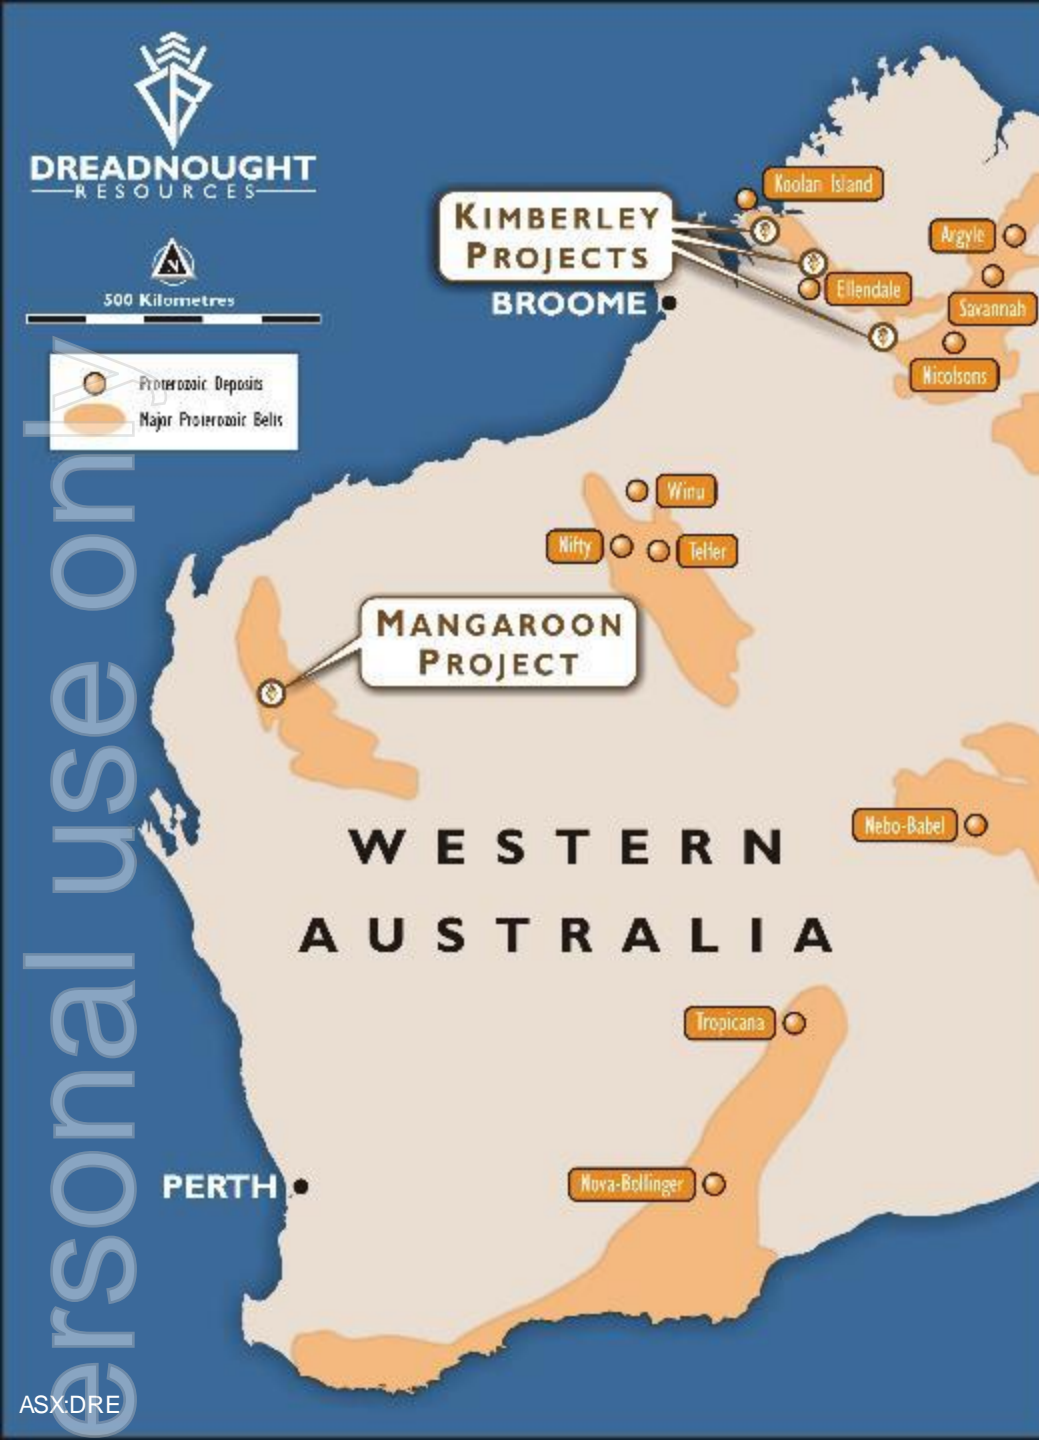 DREADNOUGHT
RESOURCES
N
500 Kilometres
Proterozoic Deposits
Major Proterozoic Belts
Koolan Island
KIMBERLEY
PROJECTS
Argyle
BROOME
Ellendale
Savannah
Nicolsons
Winu
Nifty
Telfer
MANGAROON
PROJECT
WESTERN
AUSTRALIA
Nebo-Babel
Tropicana
PERTH
Nova-Bollinger
ersonal use only
ASX:DRE